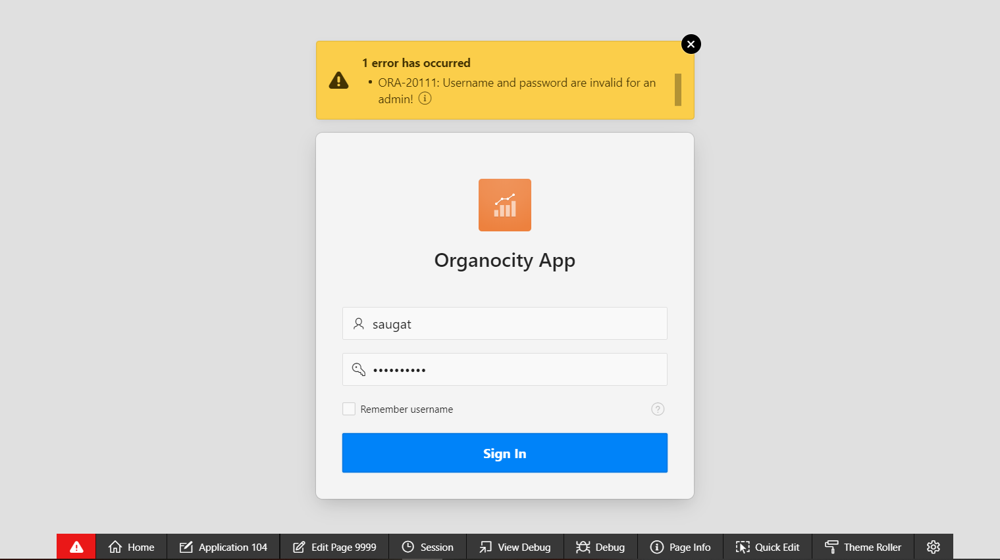 1 error has occurred
• ORA-20111: Username and password are invalid for an
admin!
Organocity App
saugat
••••••••••
Remember username
Sign In
Home Application 104 Edit Page 9999 Session View Debug Debug Page Info Quick Edit Theme Roller